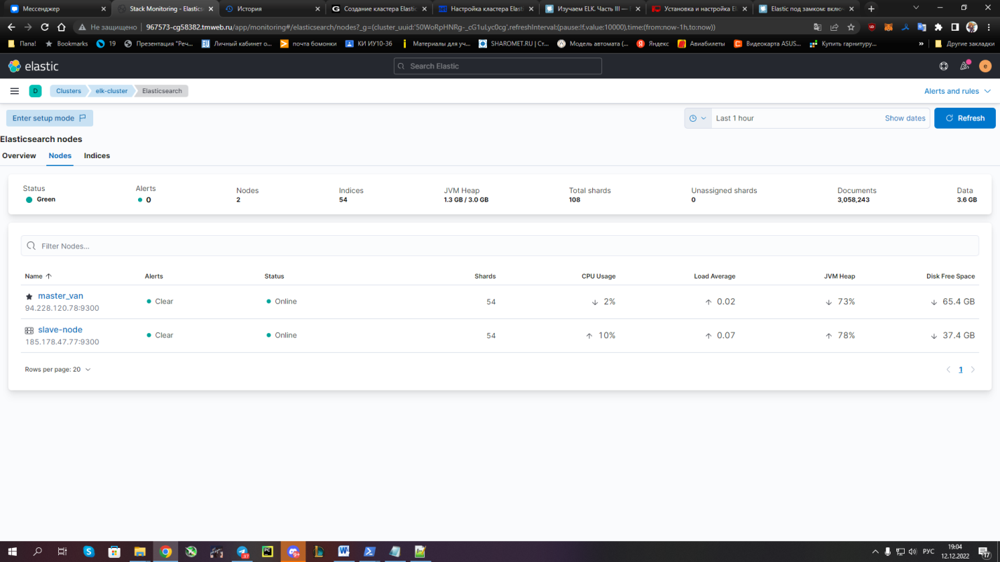 Мессенджер
Stack Monitoring - Elastics
История
Создание кластера Elastic
Настройка кластера Elast
Изучаем ELK. Часть III —
Установка и настройка El
Elastic под замком: включ
Не защищено
967573-cg58382.tmweb.ru/app/monitoring#/elasticsearch/nodes?_g=(cluster_uuid:'50WoRpHNRg-_cG1uLyc0cg',refreshInterval:(pause:!f,value:10000),time:(from:now-1h,to:now))
Папа!
Bookmarks
19
Презентация "Реч...
Личный кабинет о...
почта бомонки
КИ ИУ10-36
Материалы для уч...
SHAROMET.RU | Ст...
Модель автомата (...
Яндекс
Авиабилеты
Видеокарта ASUS...
Купить гарнитуру...
»
Другие закладки
elastic
Search Elastic
e
D
Clusters
elk-cluster
Elasticsearch
Alerts and rules
Enter setup mode
Last 1 hour
Show dates
Refresh
Elasticsearch nodes
Overview Nodes Indices
Status Alerts Nodes Indices JVM Heap Total shards Unassigned shards Documents Data
Green 0 2 54 1.3 GB / 3.0 GB 108 0 3,058,243 3.6 GB
Filter Nodes...
Name Alerts Status Shards CPU Usage Load Average JVM Heap Disk Free Space
master_van
94.228.120.78:9300
Clear Online 54 2% 0.02 73% 65.4 GB
slave-node
185.178.47.77:9300
Clear Online 54 10% 0.07 78% 37.4 GB
Rows per page: 20
1
РУС
19:04
12.12.2022
17